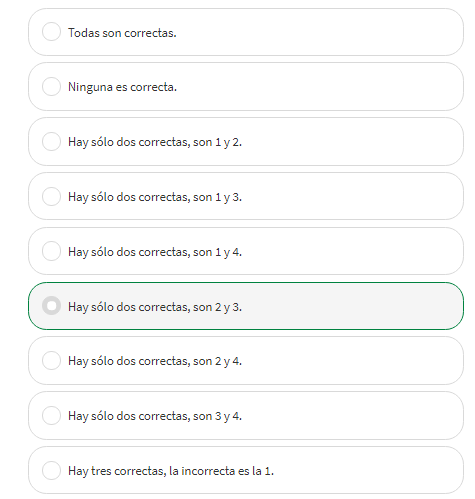 Todas son correctas.
Ninguna es correcta.
Hay sólo dos correctas, son 1 y 2.
Hay sólo dos correctas, son 1 y 3.
Hay sólo dos correctas, son 1 y 4.
Hay sólo dos correctas, son 2 y 3.
Hay sólo dos correctas, son 2 y 4.
Hay sólo dos correctas, son 3 y 4.
Hay tres correctas, la incorrecta es la 1.